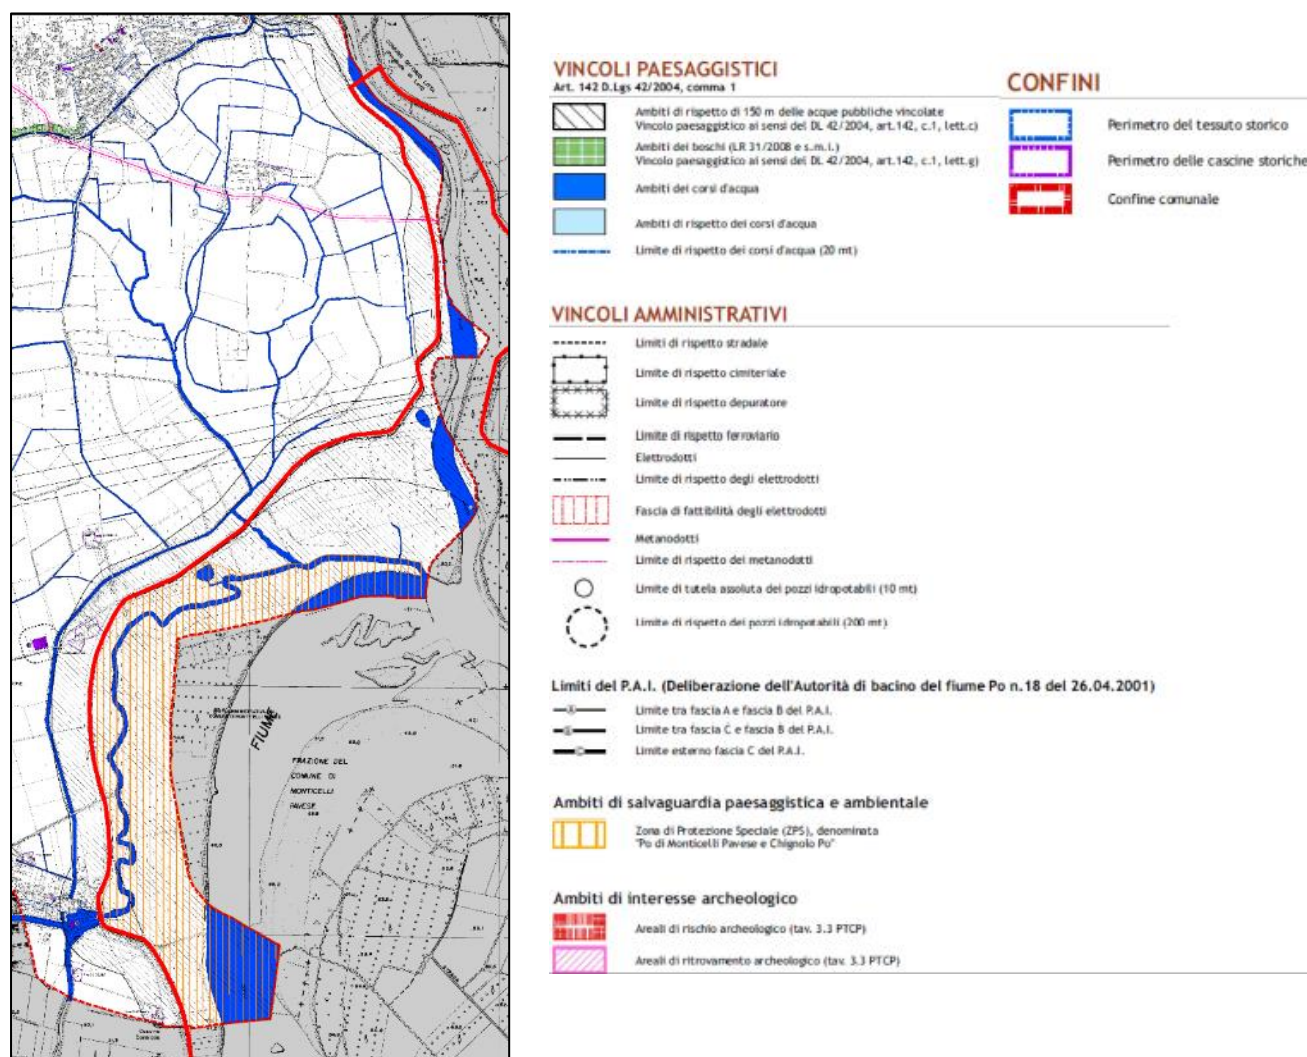 FIUME
FRAZIONE DEL
COMUNE DI
MONTICELLI
PAVESE
VINCOLI PAESAGGISTICI
Art. 142 D.Lgs 42/2004, comma 1
Ambiti di rispetto di 150 m delle acque pubbliche vincolate
Vincolo paesaggistico ai sensi del DL 42/2004, art.142, c.1, lett.c)
Ambiti dei boschi (LR 31/2008 e s.m.i.)
Vincolo paesaggistico ai sensi del DL 42/2004, art.142, c.1, lett.g)
Ambiti dei corsi d'acqua
Ambiti di rispetto dei corsi d'acqua
Limite di rispetto dei corsi d'acqua (20 mt)
CONFINI
Perimetro del tessuto storico
Perimetro delle cascine storiche
Confine comunale
VINCOLI AMMINISTRATIVI
Limiti di rispetto stradale
Limite di rispetto cimiteriale
Limite di rispetto depuratore
Limite di rispetto ferroviario
Elettrodotti
Limite di rispetto degli elettrodotti
Fascia di fattibilità degli elettrodotti
Metanodotti
Limite di rispetto dei metanodotti
Limite di tutela assoluta dei pozzi idropotabili (10 mt)
Limite di rispetto dei pozzi idropotabili (200 mt)
Limiti del P.A.I. (Deliberazione dell'Autorità di bacino del fiume Po n.18 del 26.04.2001)
Limite tra fascia A e fascia B del P.A.I.
Limite tra fascia C e fascia B del P.A.I.
Limite esterno fascia C del P.A.I.
Ambiti di salvaguardia paesaggistica e ambientale
Zona di Protezione Speciale (ZPS), denominata
"Po di Monticelli Pavese e Chignolo Po"
Ambiti di interesse archeologico
Areali di rischio archeologico (tav. 3.3 PTCP)
Areali di ritrovamento archeologico (tav. 3.3 PTCP)